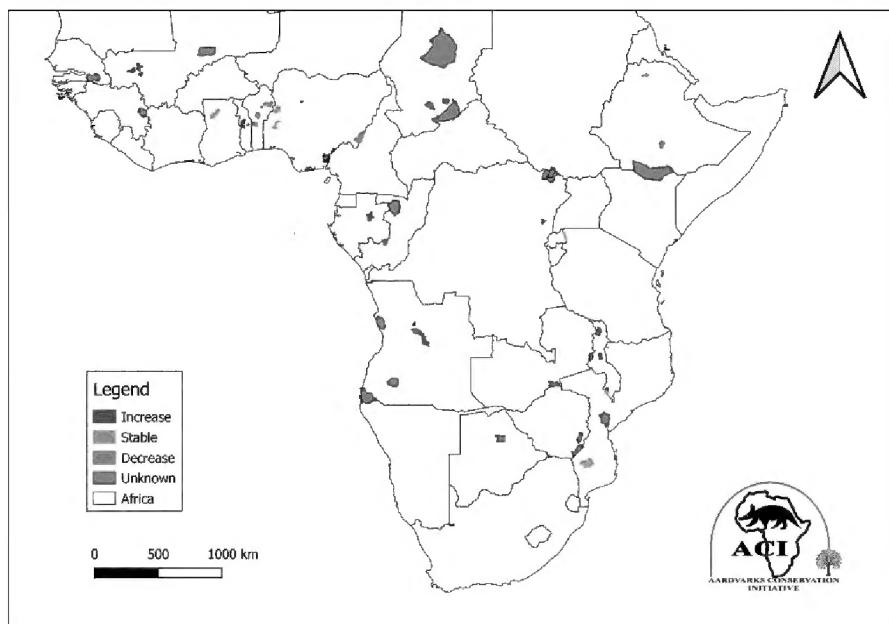 Legend
Increase
Stable
Decrease
Unknown
Africa
0 500 1000 km
ACI
AARDVARKS CONSERVATION
INITIATIVE